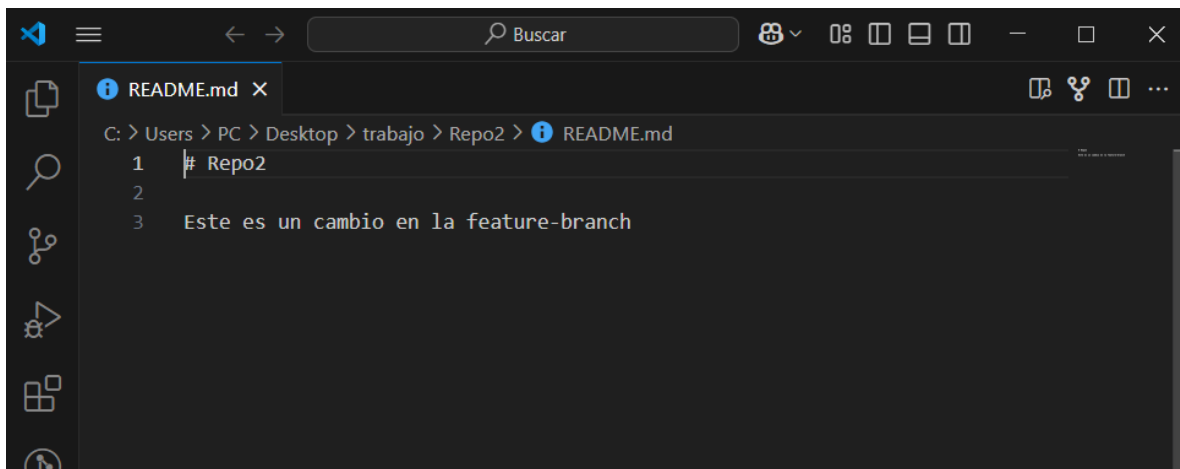 Buscar
README.md
C: > Users > PC > Desktop > trabajo > Repo2 > README.md
1 # Repo2
2
3 Este es un cambio en la feature-branch